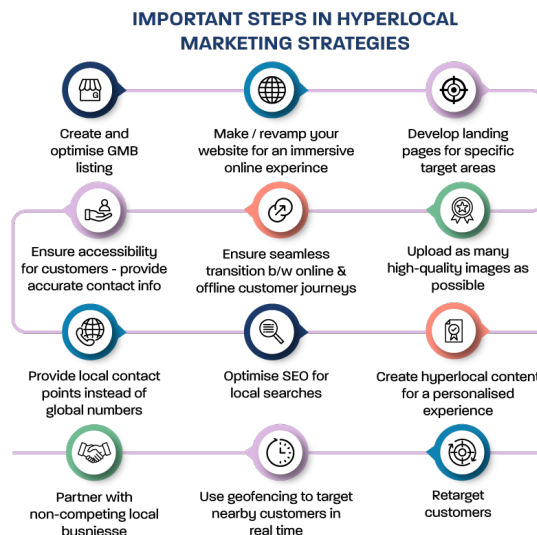 IMPORTANT STEPS IN HYPERLOCAL
MARKETING STRATEGIES
G
Create and
optimise GMB
listing
Make / revamp your
website for an immersive
online experince
Develop landing
pages for specific
target areas
Ensure accessibility
for customers - provide
accurate contact info
Ensure seamless
transition b/w online &
offline customer journeys
Upload as many
high-quality images as
possible
Provide local contact
points instead of
global numbers
Optimise SEO for
local searches
Create hyperlocal content
for a personalised
experience
Partner with
non-competing local
busniesse
Use geofencing to target
nearby customers in
real time
Retarget
customers